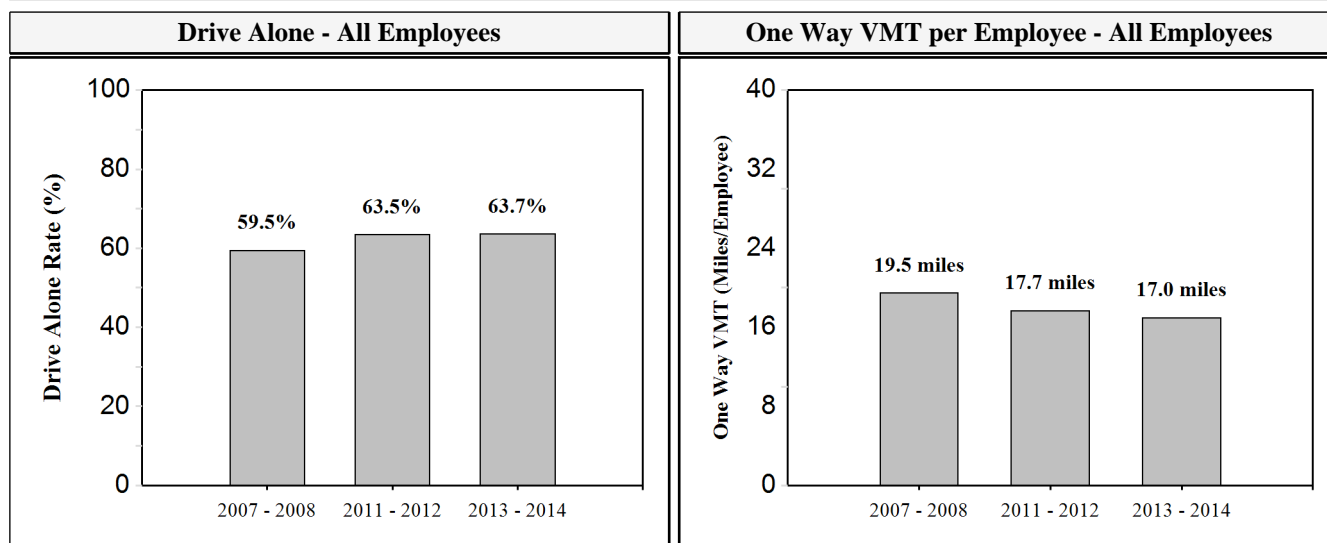 Drive Alone - All Employees
One Way VMT per Employee - All Employees
Drive Alone Rate (%)
100
80
60
40
20
0
59.5%
63.5%
63.7%
2007 - 2008
2011 - 2012
2013 - 2014
One Way VMT (Miles/Employee)
40
32
24
16
8
0
19.5 miles
17.7 miles
17.0 miles
2007 - 2008
2011 - 2012
2013 - 2014